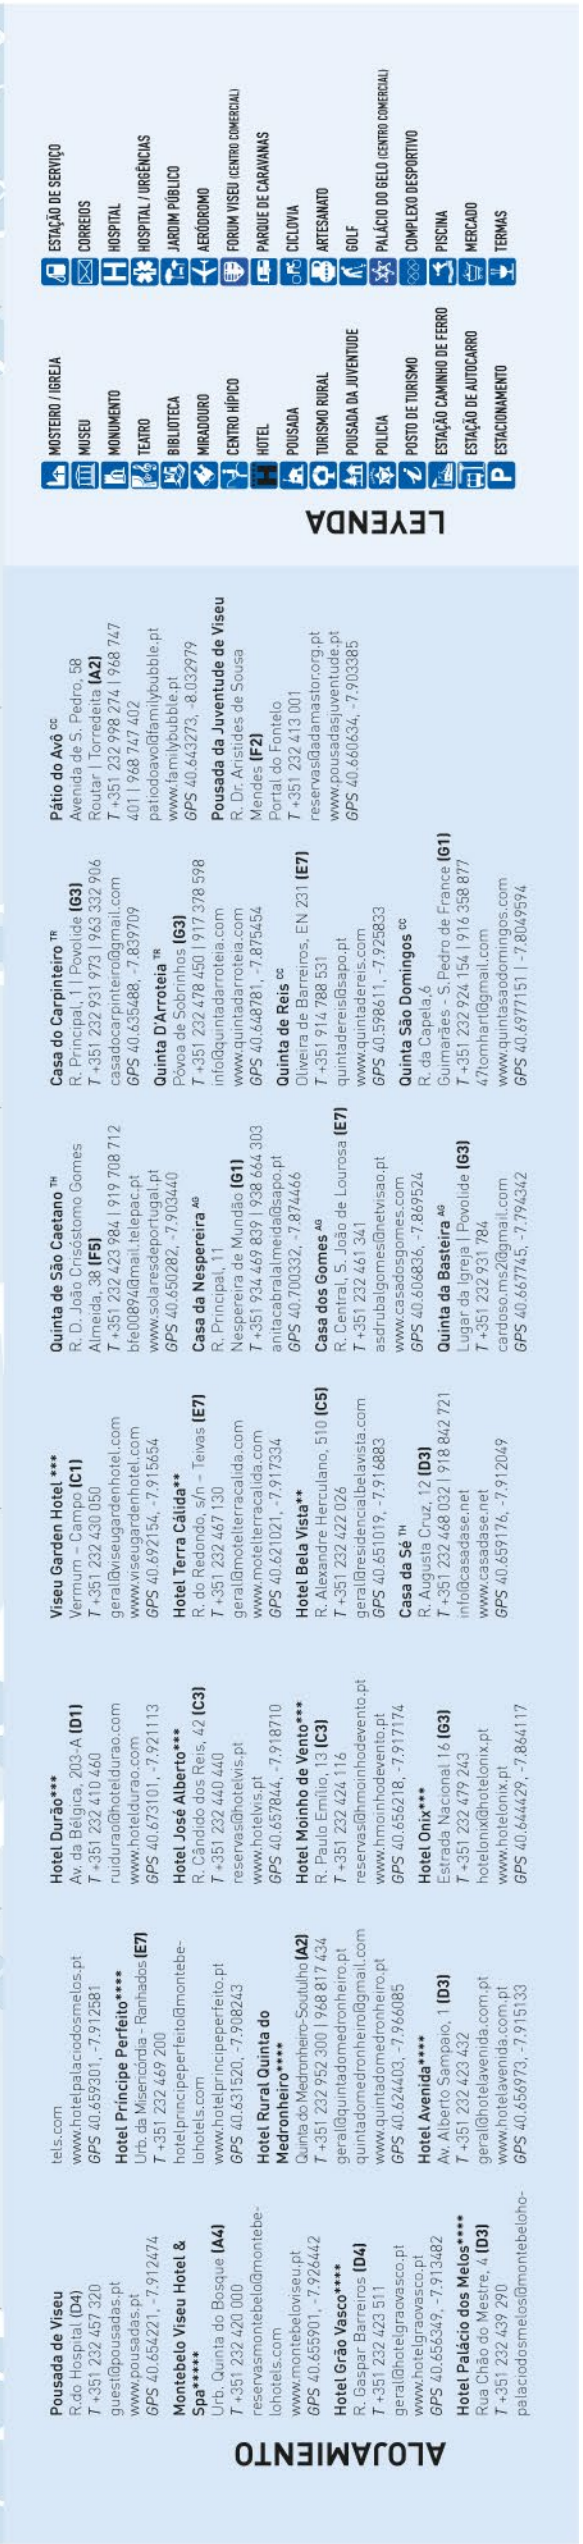 ALOJAMIENTO
Pousada de Viseu
R.do Hospital (D4)
T +351 232 457 320
guest@pousadas.pt
www.pousadas.pt
GPS 40.654221, -7.912474
Montebelo Viseu Hotel &
Spa*****
Urb. Quinta do Bosque (A4)
T +351 232 420 000
reservasmontebelo@montebe-
lohotels.com
www.montebeloviseu.pt
GPS 40.655901, -7.926442
Hotel Grão Vasco****
R. Gaspar Barreiros (D4)
T +351 232 423 511
geral@hotelgraovasco.pt
www.hotelgraovasco.pt
GPS 40.656349, -7.913482
Hotel Palácio dos Melos****
Rua Chão do Mestre, 4 (D3)
T +351 232 439 290
palaciodosmelos@montebeloho-
tels.com
www.hotelpalaciodosmelos.pt
GPS 40.659301, -7.912581
Hotel Príncipe Perfeito****
Urb. da Misericórdia - Ranhados (E7)
T +351 232 469 200
hotelprincipeperfeito@montebe-
lohotels.com
www.hotelprincipeperfeito.pt
GPS 40.631520, -7.908243
Hotel Rural Quinta do
Medronheiro****
Quinta do Medronheiro-Soutulho (A2)
T +351 232 952 300 | 968 817 434
geral@quintadomedronheiro.pt
quintadomedronheiro@gmail.com
www.quintadomedronheiro.pt
GPS 40.624403, -7.966085
Hotel Avenida****
Av. Alberto Sampaio, 1 (D3)
T +351 232 423 432
geral@hotelavenida.com.pt
www.hotelavenida.com.pt
GPS 40.656973, -7.915133
Hotel Durão***
Av. da Bélgica, 203-A (D1)
T +351 232 410 460
ruidurao@hoteldurao.com
www.hoteldurao.com
GPS 40.673101, -7.921113
Hotel José Alberto***
R. Cândido dos Reis, 42 (C3)
T +351 232 440 440
reservas@hotelvis.pt
www.hotelvis.pt
GPS 40.657844, -7.918710
Hotel Moinho de Vento***
R. Paulo Emílio, 13 (C3)
T +351 232 424 116
reservas@hmoinhodevento.pt
www.hmoinhodevento.pt
GPS 40.656218, -7.917174
Hotel Onix***
Estrada Nacional 16 (G3)
T +351 232 479 243
hotelonix@hotelonix.pt
www.hotelonix.pt
GPS 40.644429, -7.864117
Viseu Garden Hotel ***
Vermum – Campo (C1)
T +351 232 430 050
geral@viseugardenhotel.com
www.viseugardenhotel.com
GPS 40.692154, -7.915654
Hotel Terra Cálida**
R. do Redondo, s/n – Teivas (E7)
T +351 232 467 130
geral@motelterracalida.com
www.motelterracalida.com
GPS 40.621021, -7.917334
Hotel Bela Vista**
R. Alexandre Herculano, 510 (C5)
T +351 232 422 026
geral@residencialbelavista.com
GPS 40.651019, -7.916883
Casa da Sé TH
R. Augusta Cruz, 12 (D3)
T +351 232 468 032 | 918 842 721
info@casadase.net
www.casadase.net
GPS 40.659176, -7.912049
Quinta de São Caetano TH
R. D. João Crisóstomo Gomes
Almeida, 38 (F5)
T +351 232 423 984 | 919 708 712
bfe00894@mail.telepac.pt
www.solaresdeportugal.pt
GPS 40.650282, -7.903440
Casa da Nespereira AG
R. Principal, 11
Nespereira de Mundão (G1)
T +351 934 469 839 | 938 664 303
anitacabralalmeida@sapo.pt
GPS 40.700332, -7.874466
Casa dos Gomes AG
R. Central, S. João de Lourosa (E7)
T +351 232 461 341
asdrubalgomes@netvisao.pt
www.casadosgomes.com
GPS 40.606836, -7.869524
Quinta da Basteira AG
Lugar da Igreja | Povolide (G3)
T +351 232 931 784
cardoso.ms2@gmail.com
GPS 40.667745, -7.794342
Casa do Carpinteiro TR
R. Principal, 1 | Povolide (G3)
T +351 232 931 973 | 963 332 906
casadocarpinteiro@gmail.com
GPS 40.635488, -7.839709
Quinta D'Arroteia TR
Póvoa de Sobrinhos (G3)
T +351 232 478 450 | 917 378 598
info@quintadarroteia.com
www.quintadarroteia.com
GPS 40.648781, -7.875454
Quinta de Reis CC
Oliveira de Barreiros, EN 231 (E7)
T +351 914 788 531
quintadereis@sapo.pt
www.quintadereis.com
GPS 40.598611, -7.925833
Quinta São Domingos CC
R. da Capela,6
Guimarães - S. Pedro de France (G1)
T +351 232 924 154 | 916 358 877
47tomhart@gmail.com
www.quintasaodomingos.com
GPS 40.6977151 | -7.8049594
Pátio do Avô CC
Avenida de S. Pedro, 58
Routar | Torredeita (A2)
T +351 232 998 274 | 968 747
401 | 968 747 402
patiodoavo@familybubble.pt
www.familybubble.pt
GPS 40.643273, -8.032979
Pousada da Juventude de Viseu
R. Dr. Aristides de Sousa
Mendes (F2)
Portal do Fontelo
T +351 232 413 001
reservas@adamastor.org.pt
www.pousadasjuventude.pt
GPS 40.660634, -7.903385
LEYENDA
MOSTEIRO / IGREJA
MUSEU
MONUMENTO
TEATRO
BIBLIOTECA
MIRADOURO
CENTRO HÍPICO
H HOTEL
POUSADA
TURISMO RURAL
POUSADA DA JUVENTUDE
POLICIA
i POSTO DE TURISMO
ESTAÇÃO CAMINHO DE FERRO
ESTAÇÃO DE AUTOCARRO
P ESTACIONAMENTO
ESTAÇÃO DE SERVIÇO
CORREIOS
H HOSPITAL
HOSPITAL / URGÊNCIAS
JARDIM PÚBLICO
AERÓDROMO
FORUM VISEU (CENTRO COMERCIAL)
PARQUE DE CARAVANAS
CICLOVIA
ARTESANATO
GOLF
PALÁCIO DO GELO (CENTRO COMERCIAL)
COMPLEXO DESPORTIVO
PISCINA
MERCADO
TERMAS